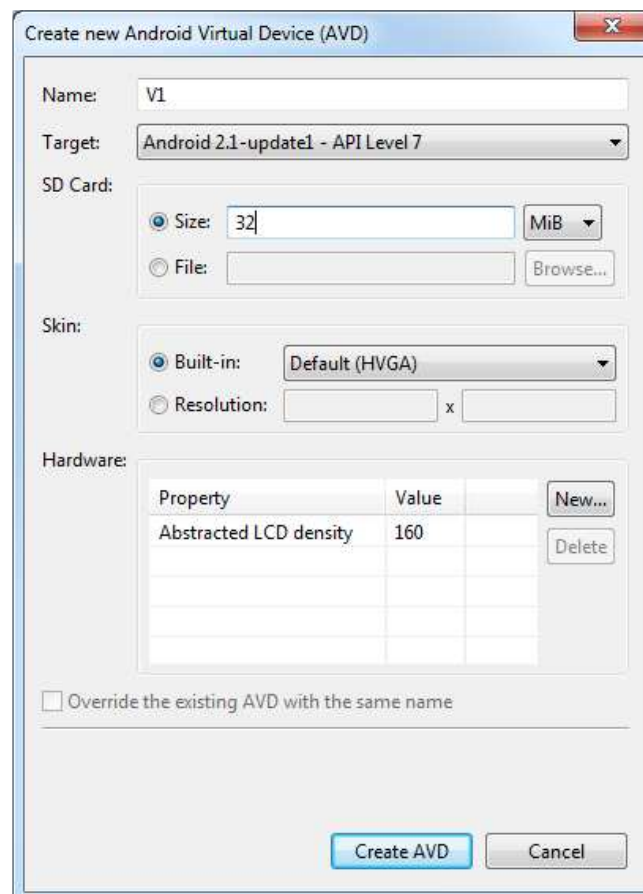 Create new Android Virtual Device (AVD)
Name: V1
Target: Android 2.1-update1 - API Level 7
SD Card:
Size: 32 MiB
File: Browse...
Skin:
Built-in: Default (HVGA)
Resolution: x
Hardware:
Property Value New...
Abstracted LCD density 160
Delete
Override the existing AVD with the same name
Create AVD Cancel